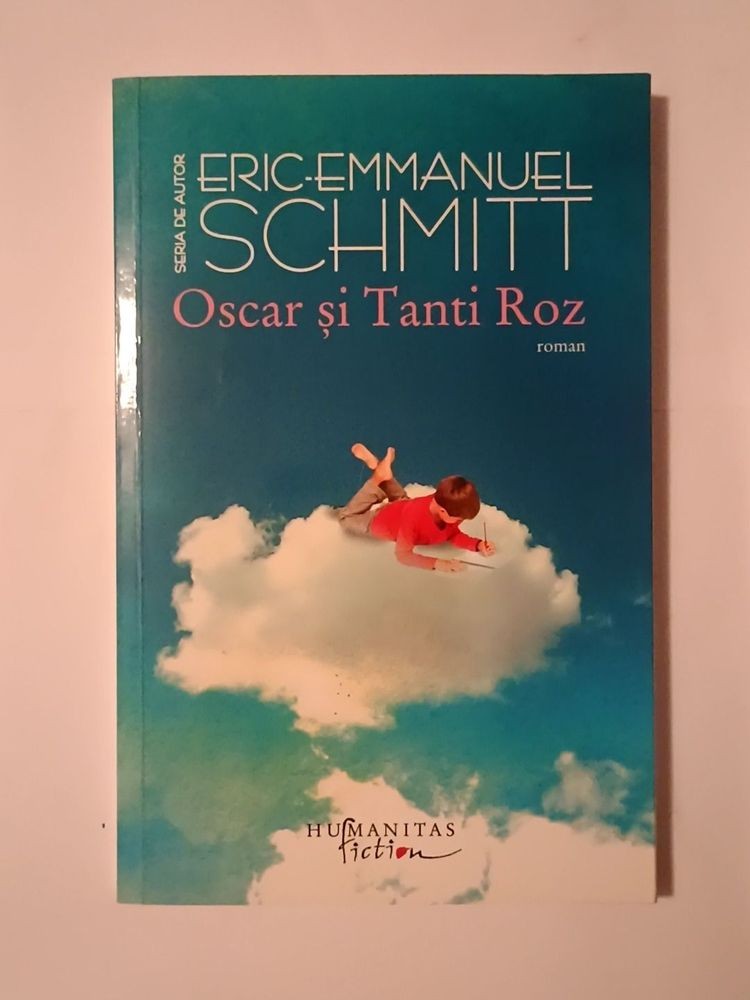 SERIA DE AUTOR
ERIC-EMMANUEL
SCHMITT
Oscar și Tanti Roz
roman
HUMANITAS
fiction